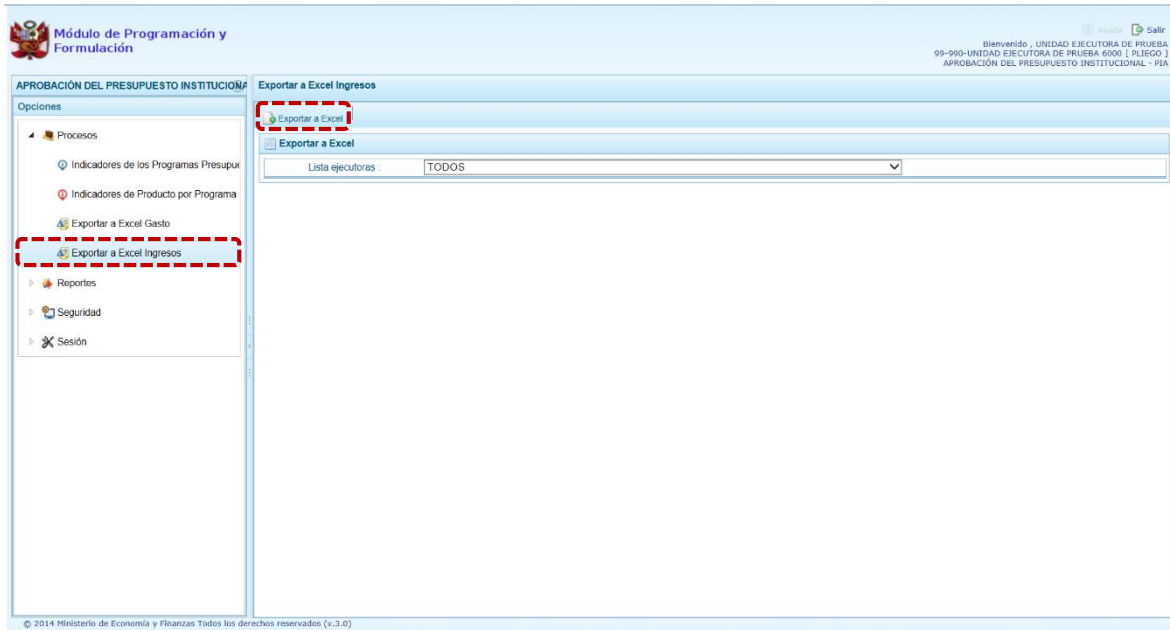 Módulo de Programación y
Formulación
Ayuda Salir
Bienvenido , UNIDAD EJECUTORA DE PRUEBA
99-990-UNIDAD EJECUTORA DE PRUEBA 6000 [ PLIEGO ]
APROBACIÓN DEL PRESUPUESTO INSTITUCIONAL - PIA
APROBACIÓN DEL PRESUPUESTO INSTITUCIONA
Opciones
Procesos
Indicadores de los Programas Presupue
Indicadores de Producto por Programa
Exportar a Excel Gasto
Exportar a Excel Ingresos
Reportes
Seguridad
Sesión
Exportar a Excel Ingresos
Exportar a Excel
Exportar a Excel
Lista ejecutoras : TODOS
© 2014 Ministerio de Economía y Finanzas Todos los derechos reservados (v.3.0)